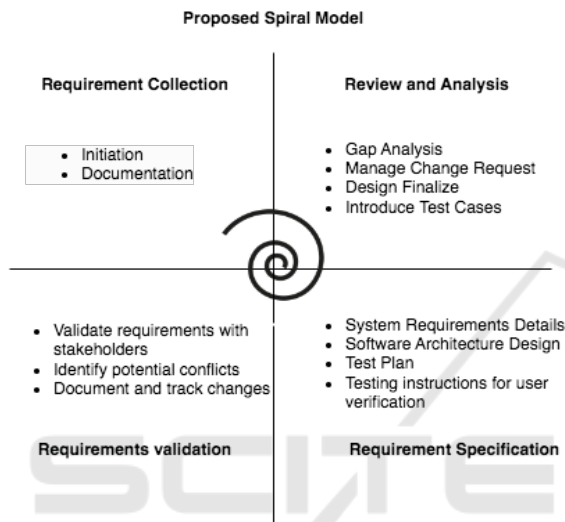 Proposed Spiral Model
Requirement Collection
• Initiation
• Documentation
Review and Analysis
• Gap Analysis
• Manage Change Request
• Design Finalize
• Introduce Test Cases
• Validate requirements with
stakeholders
• Identify potential conflicts
• Document and track changes
Requirements validation
• System Requirements Details
• Software Architecture Design
• Test Plan
• Testing instructions for user
verification
Requirement Specification
SCITE